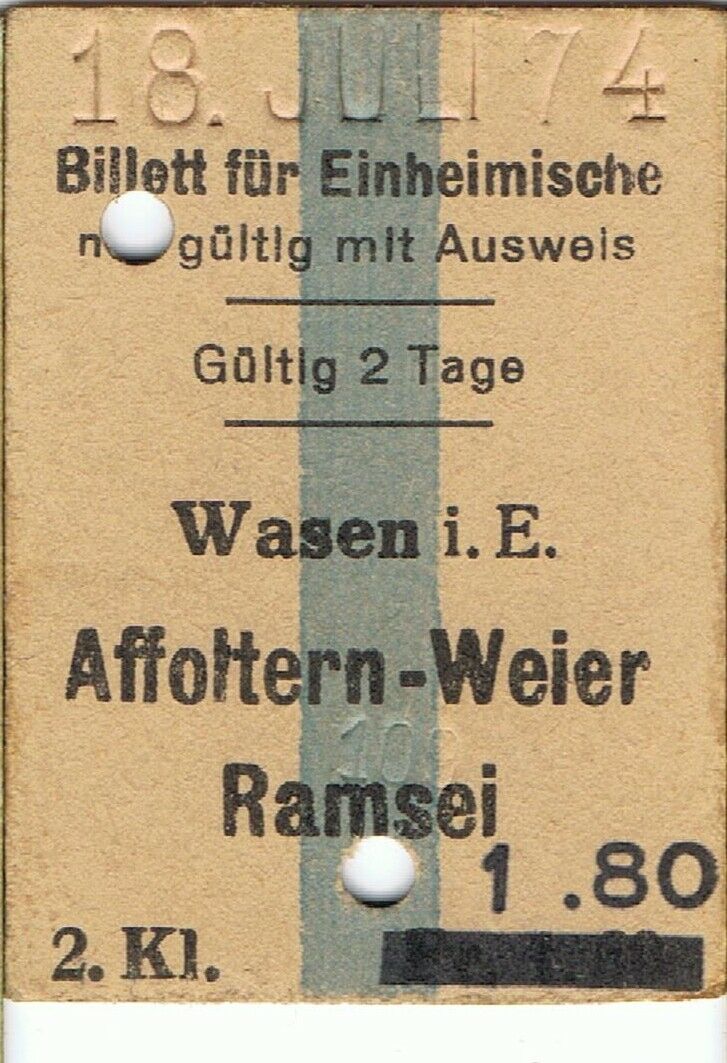 18. JULI 74
Billett für Einheimische
gültig mit Ausweis
Gültig 2 Tage
Wasen i. E.
Affoltern-Weier
Ramsei
1.80
2. Kl.